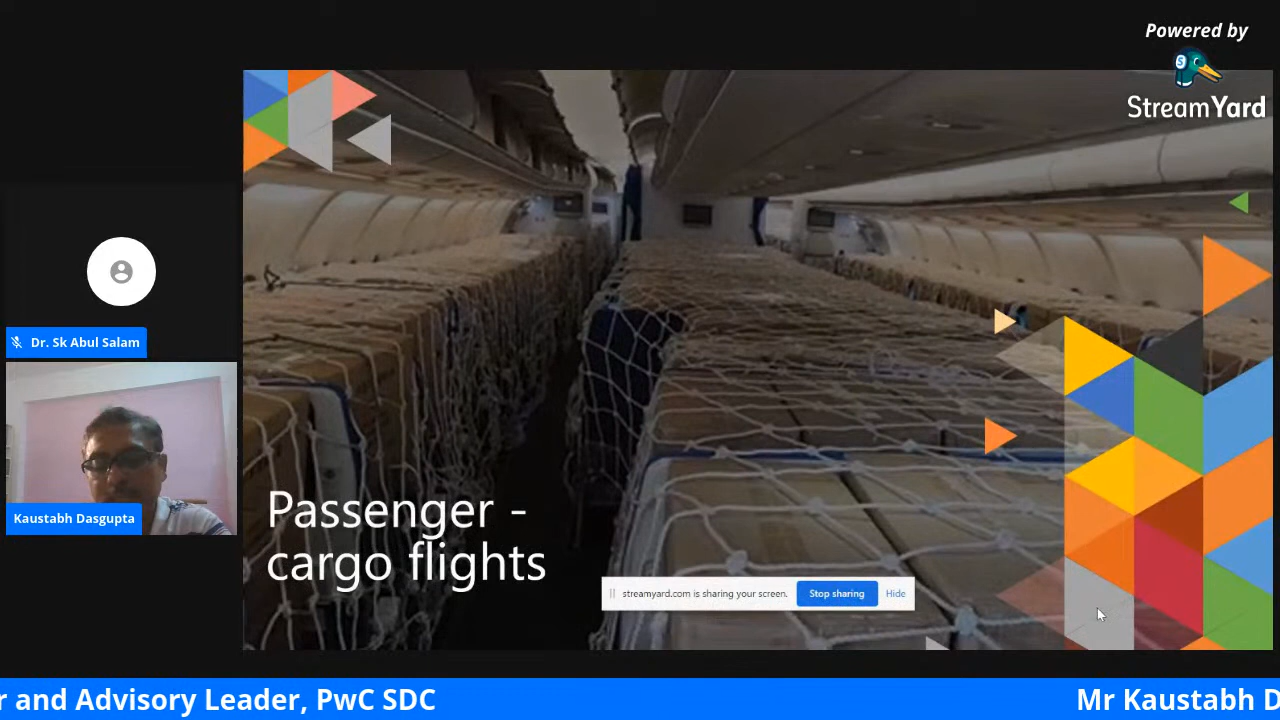 Powered by
StreamYard
Dr. Sk Abul Salam
Kaustabh Dasgupta
Passenger -
cargo flights
streamyard.com is sharing your screen.
Stop sharing
Hide
r and Advisory Leader, PwC SDC
Mr Kaustabh D